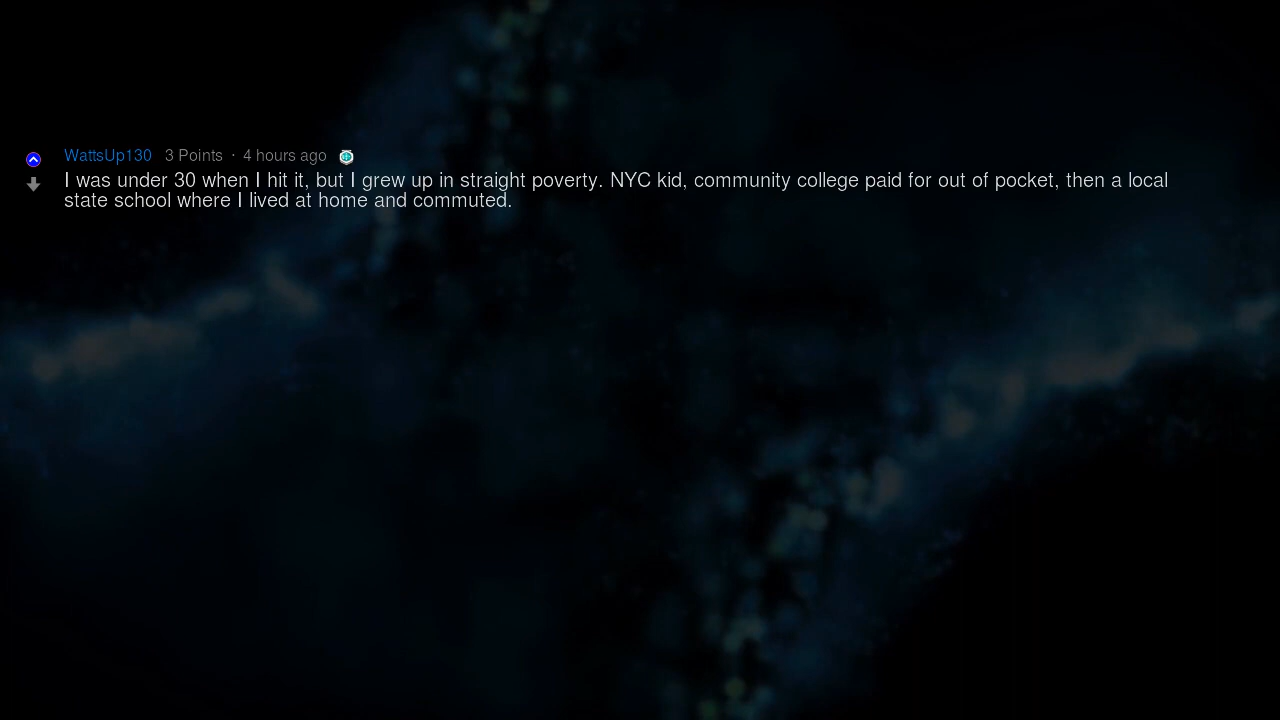 WattsUp130 3 Points · 4 hours ago
I was under 30 when I hit it, but I grew up in straight poverty. NYC kid, community college paid for out of pocket, then a local
state school where I lived at home and commuted.